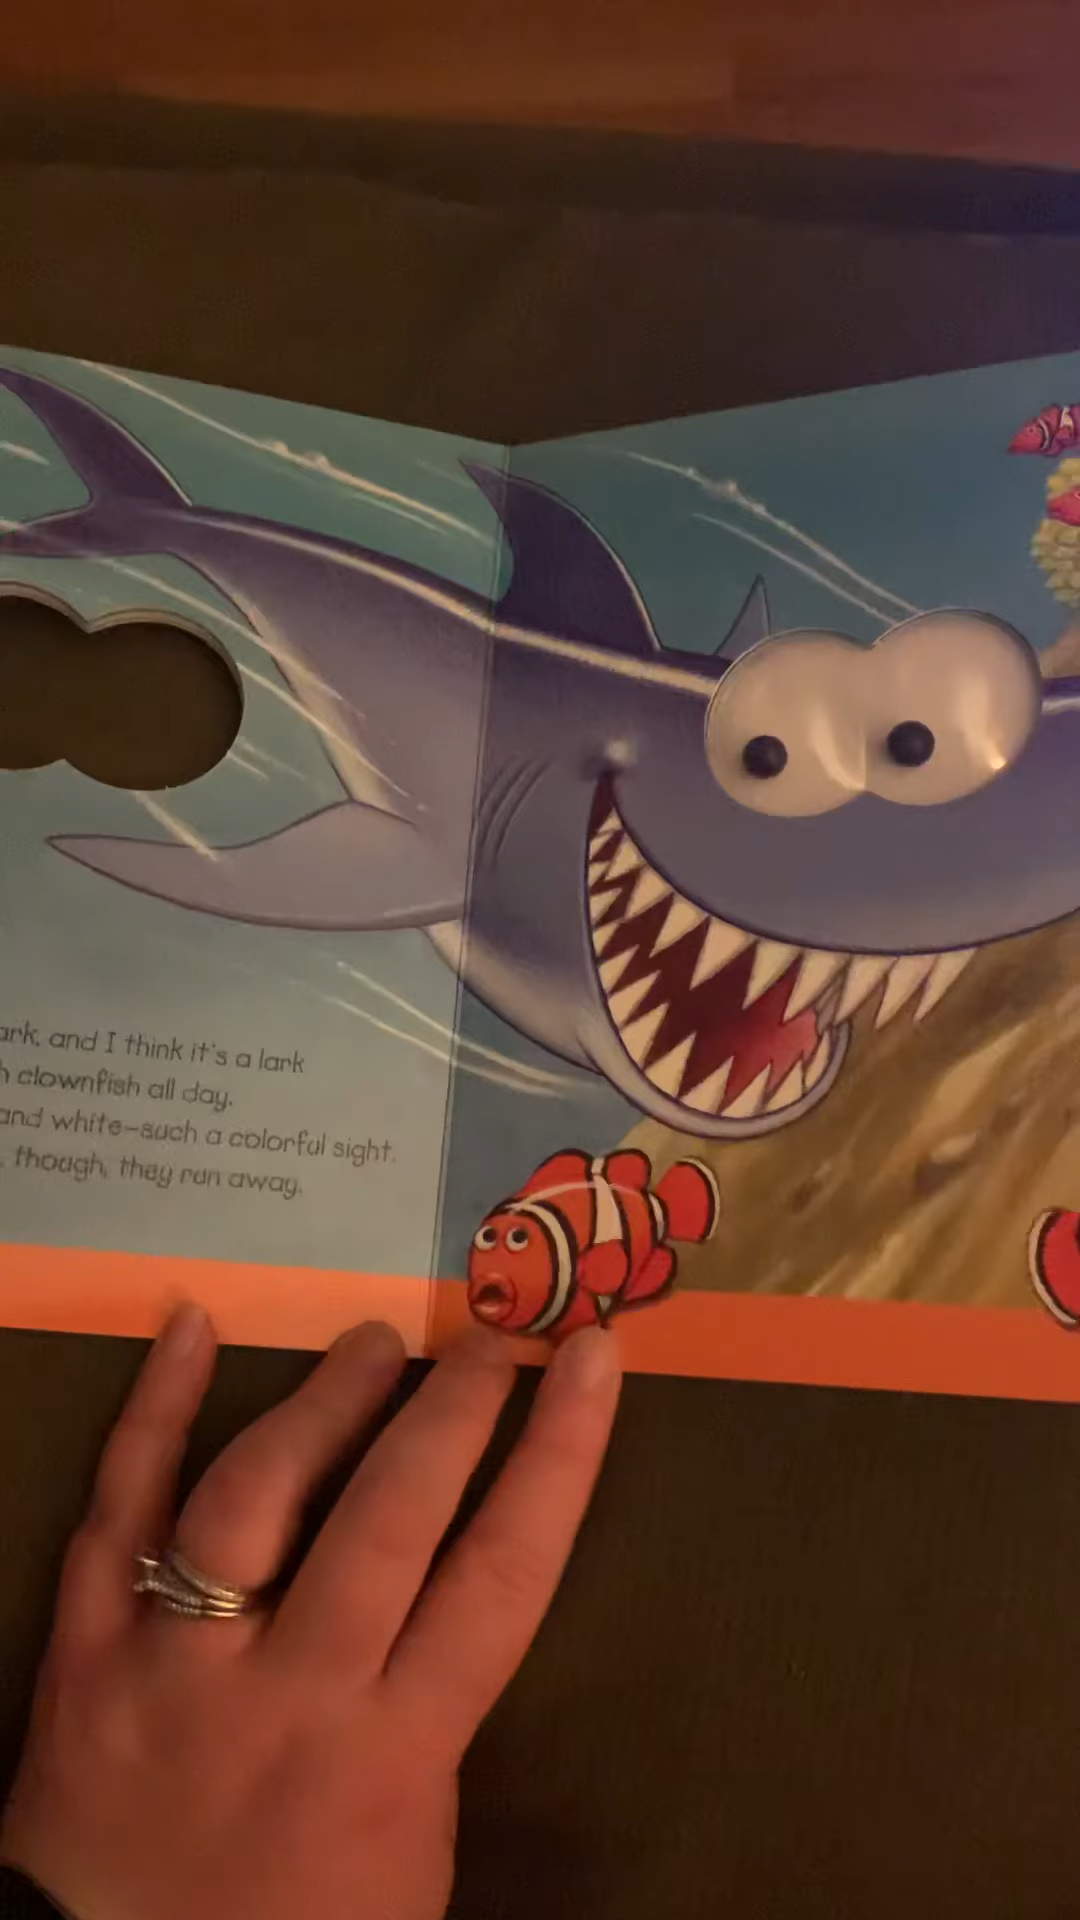 ark, and I think it's a lark
clownfish all day.
and white–such a colorful sight.
, though, they run away.